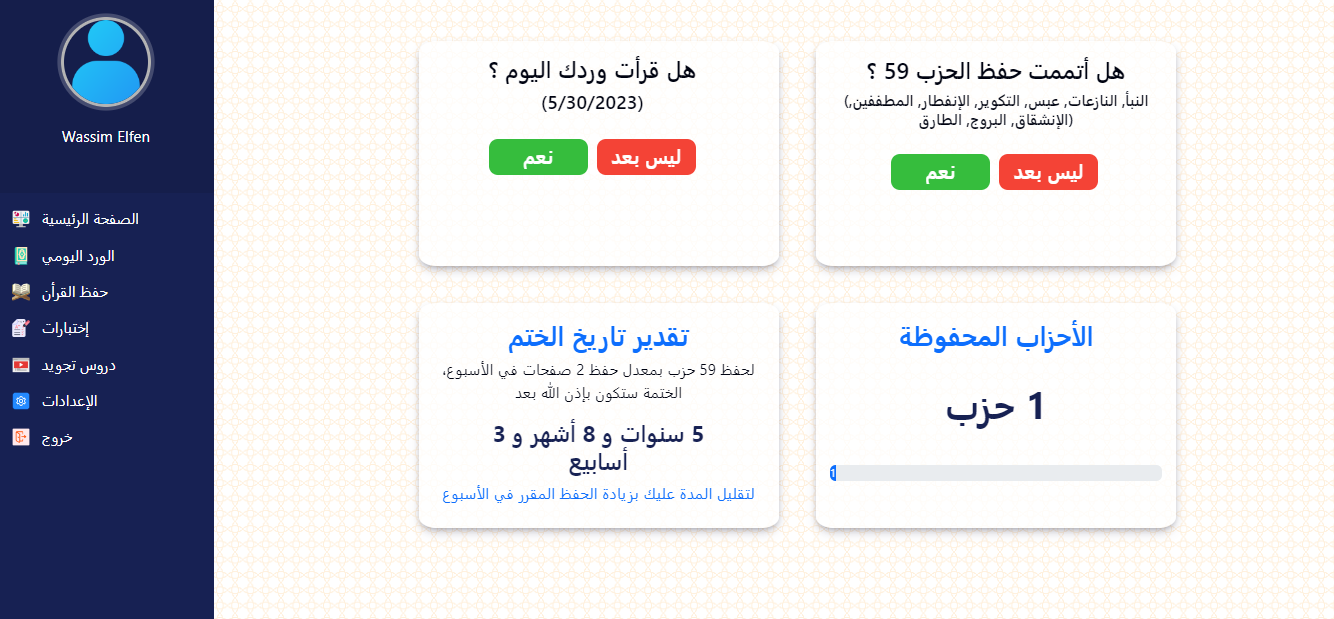 Wassim Elfen
الصفحة الرئيسية
الورد اليومي
حفظ القرأن
إختبارات
دروس تجويد
الإعدادات
خروج
هل أتممت حفظ الحزب 59 ؟
(النبأ, النازعات, عبس, التكوير, الإنفطار, المطففين,
الإنشقاق, البروج, الطارق)
ليس بعد
نعم
هل قرأت وردك اليوم ؟
(5/30/2023)
ليس بعد
نعم
الأحزاب المحفوظة
1 حزب
1
تقدير تاريخ الختم
لحفظ 59 حزب بمعدل حفظ 2 صفحات في الأسبوع،
الختمة ستكون بإذن الله بعد
5 سنوات و 8 أشهر و 3
أسابيع
لتقليل المدة عليك بزيادة الحفظ المقرر في الأسبوع